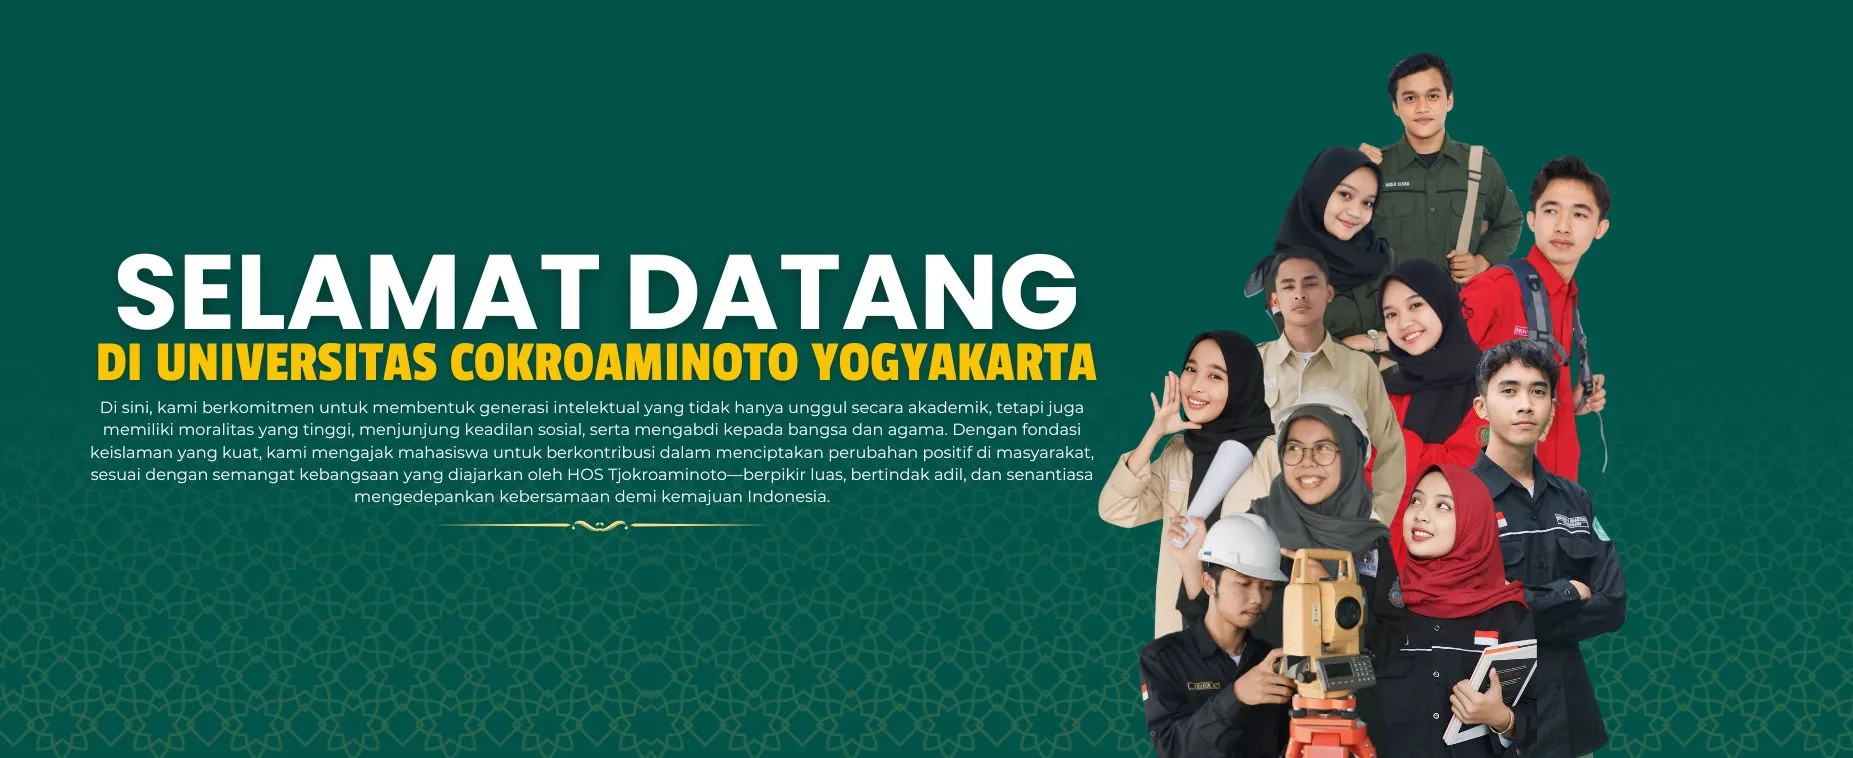 SELAMAT DATANG
DI UNIVERSITAS COKROAMINOTO YOGYAKARTA
Di sini, kami berkomitmen untuk membentuk generasi intelektual yang tidak hanya unggul secara akademik, tetapi juga
memiliki moralitas yang tinggi, menjunjung keadilan sosial, serta mengabdi kepada bangsa dan agama. Dengan fondasi
keislaman yang kuat, kami mengajak mahasiswa untuk berkontribusi dalam menciptakan perubahan positif di masyarakat,
sesuai dengan semangat kebangsaan yang diajarkan oleh HOS Tjokroaminoto—berpikir luas, bertindak adil, dan senantiasa
mengedepankan kebersamaan demi kemajuan Indonesia.